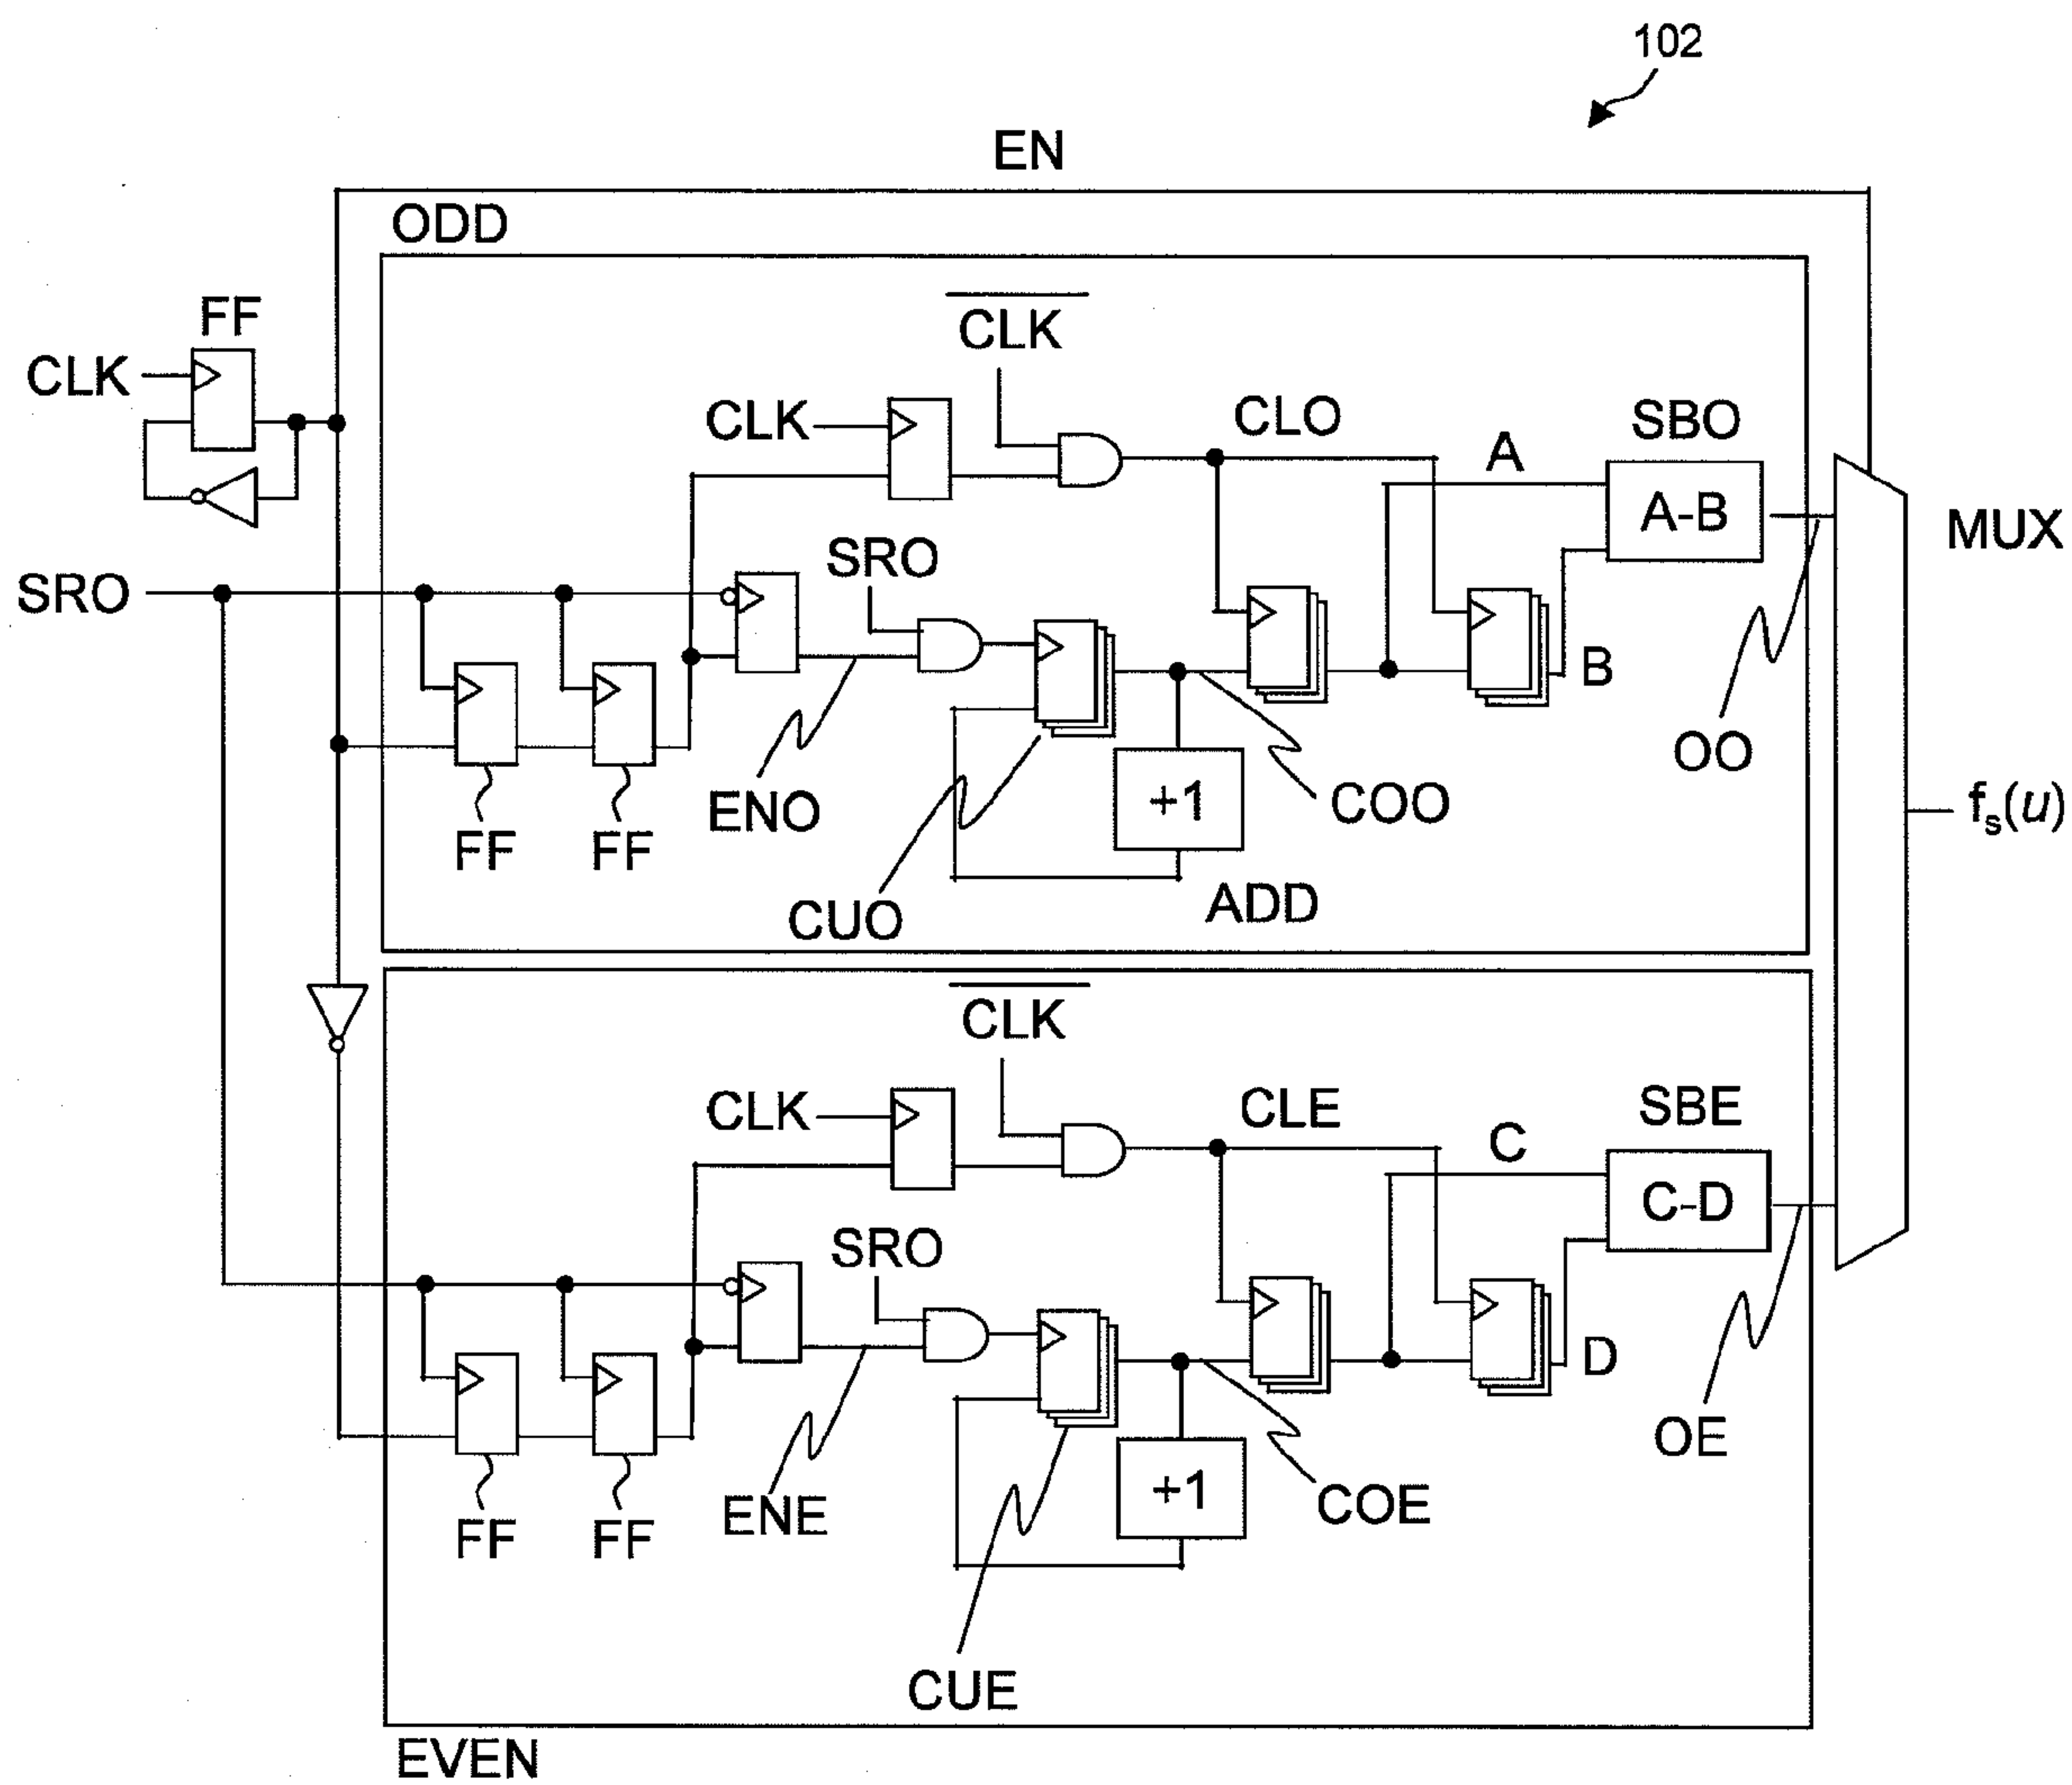 102
EN
ODD
FF
CLK
CLK
CLK
CLO
A
SBO
A-B
MUX
SRO
SRO
B
OO
ENO
+1
COO
FF
FF
CUO
ADD
fs(u)
CLK
CLK
CLE
C
SBE
C-D
SRO
D
OE
ENE
+1
COE
FF
FF
CUE
EVEN